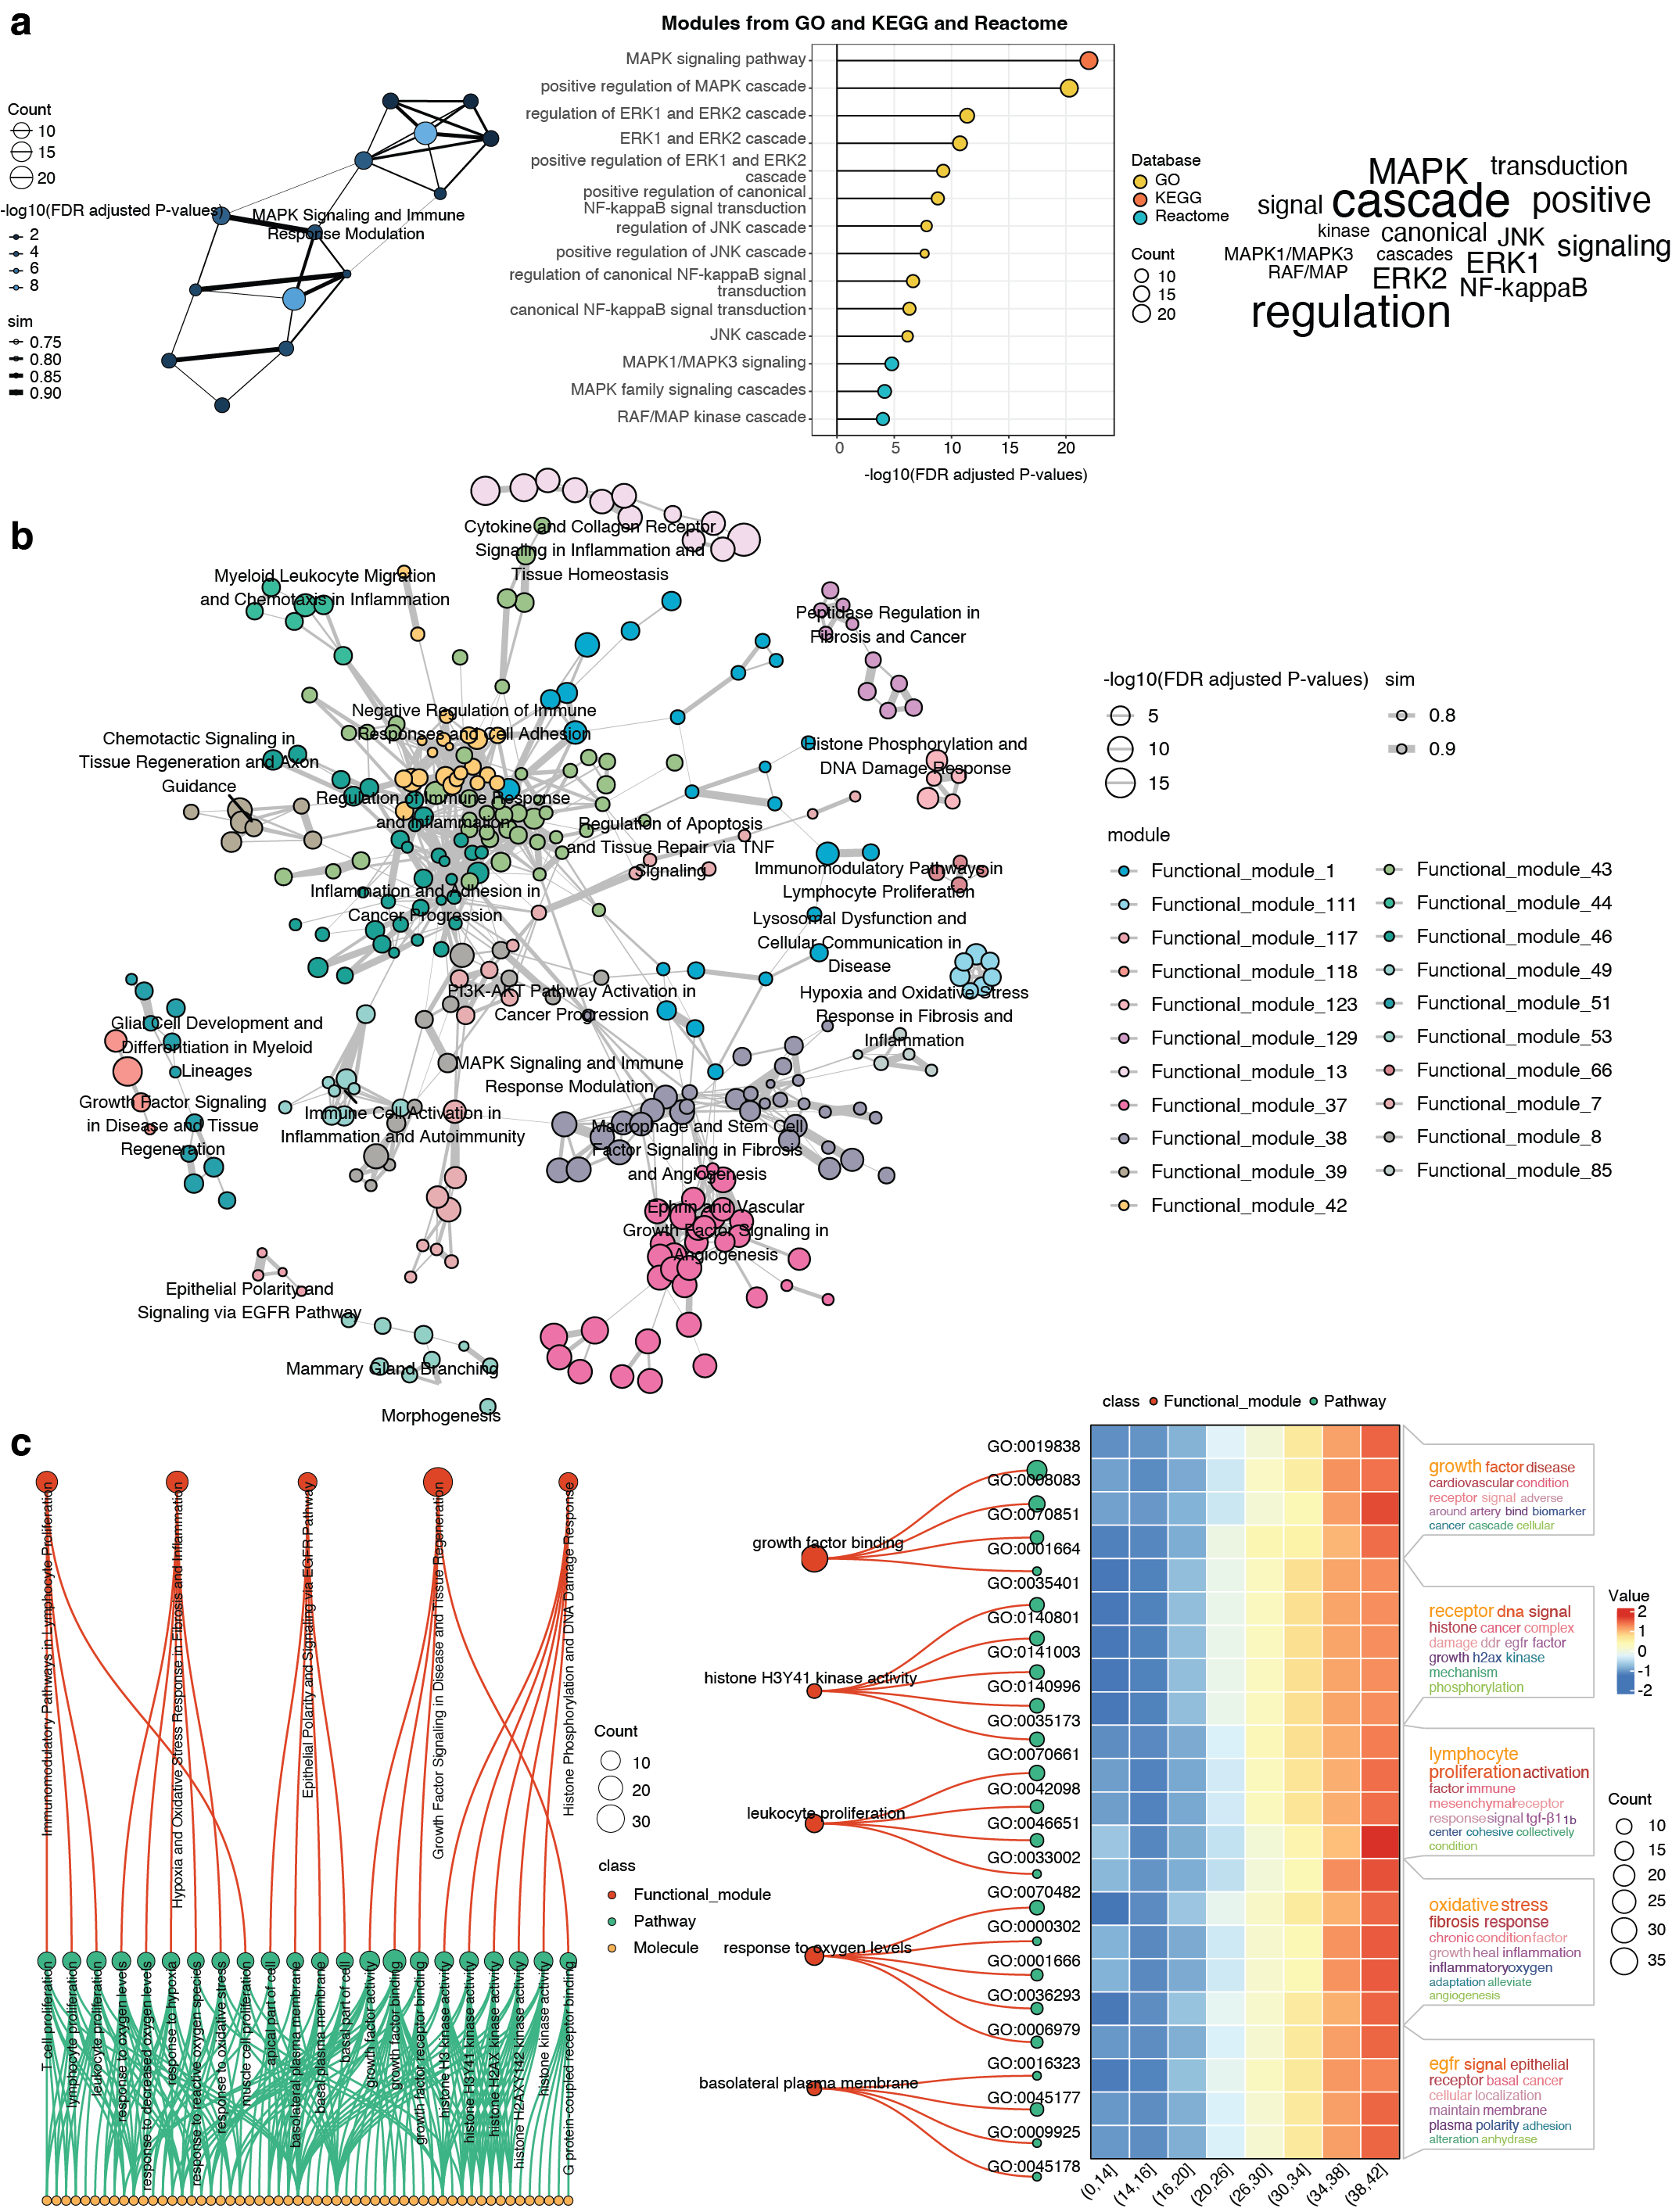 a
Modules from GO and KEGG and Reactome
Count
10
15
20
-log10(FDR adjusted P-values)
2
4
6
8
sim
0.75
0.80
0.85
0.90
MAPK Signaling and Immune
Response Modulation
MAPK signaling pathway
positive regulation of MAPK cascade
regulation of ERK1 and ERK2 cascade
ERK1 and ERK2 cascade
positive regulation of ERK1 and ERK2
cascade
positive regulation of canonical
NF-kappaB signal transduction
regulation of JNK cascade
positive regulation of JNK cascade
regulation of canonical NF-kappaB signal
transduction
canonical NF-kappaB signal transduction
JNK cascade
MAPK1/MAPK3 signaling
MAPK family signaling cascades
RAF/MAP kinase cascade
0 5 10 15 20
-log10(FDR adjusted P-values)
Database
GO
KEGG
Reactome
Count
10
15
20
MAPK transduction
signal cascade positive
kinase canonical JNK signaling
MAPK1/MAPK3 cascades ERK1
RAF/MAP ERK2 NF-kappaB
regulation
b
Cytokine and Collagen Receptor
Signaling in Inflammation and
Tissue Homeostasis
Myeloid Leukocyte Migration
and Chemotaxis in Inflammation
Peptidase Regulation in
Fibrosis and Cancer
Negative Regulation of Immune
Responses and Cell Adhesion
Chemotactic Signaling in
Tissue Regeneration and Axon
Guidance
Histone Phosphorylation and
DNA Damage Response
Regulation of Immune Response
and Inflammation
Regulation of Apoptosis
and Tissue Repair via TNF
Signaling
Immunomodulatory Pathways in
Lymphocyte Proliferation
Inflammation and Adhesion in
Cancer Progression
Lysosomal Dysfunction and
Cellular Communication in
Disease
PI3K-AKT Pathway Activation in
Cancer Progression
Hypoxia and Oxidative Stress
Response in Fibrosis and
Inflammation
Glial Cell Development and
Differentiation in Myeloid
Lineages
MAPK Signaling and Immune
Response Modulation
Growth Factor Signaling
in Disease and Tissue
Regeneration
Immune Cell Activation in
Inflammation and Autoimmunity
Macrophage and Stem Cell
Factor Signaling in Fibrosis
and Angiogenesis
Ephrin and Vascular
Growth Factor Signaling in
Angiogenesis
Epithelial Polarity and
Signaling via EGFR Pathway
Mammary Gland Branching
Morphogenesis
-log10(FDR adjusted P-values)
5
10
15
sim
0.8
0.9
module
Functional_module_1
Functional_module_111
Functional_module_117
Functional_module_118
Functional_module_123
Functional_module_129
Functional_module_13
Functional_module_37
Functional_module_38
Functional_module_39
Functional_module_42
Functional_module_43
Functional_module_44
Functional_module_46
Functional_module_49
Functional_module_51
Functional_module_53
Functional_module_66
Functional_module_7
Functional_module_8
Functional_module_85
c
Immunomodulatory Pathways in Lymphocyte Proliferation
Hypoxia and Oxidative Stress Response in Fibrosis and Inflammation
Epithelial Polarity and Signaling via EGFR Pathway
Growth Factor Signaling in Disease and Tissue Regeneration
Histone Phosphorylation and DNA Damage Response
T cell proliferation
lymphocyte proliferation
leukocyte proliferation
response to oxygen levels
response to decreased oxygen levels
response to hypoxia
response to reactive oxygen species
response to oxidative stress
muscle cell proliferation
apical part of cell
basolateral plasma membrane
basal plasma membrane
basal part of cell
growth factor activity
growth factor binding
growth factor receptor binding
histone H3 kinase activity
histone H3Y41 kinase activity
histone H2AX kinase activity
histone H2AXY142 kinase activity
histone kinase activity
G protein-coupled receptor binding
Count
10
20
30
class
Functional_module
Pathway
Molecule
class Functional_module Pathway
growth factor binding
histone H3Y41 kinase activity
leukocyte proliferation
response to oxygen levels
basolateral plasma membrane
GO:0019838
GO:0008083
GO:0070851
GO:0001664
GO:0035401
GO:0140801
GO:0141003
GO:0140996
GO:0035173
GO:0070661
GO:0042098
GO:0046651
GO:0033002
GO:0070482
GO:0000302
GO:0001666
GO:0036293
GO:0006979
GO:0016323
GO:0045177
GO:0009925
GO:0045178
(0,14] (14,16] (16,20] (20,26] (26,30] (30,34] (34,38] (38,42]
growth factor disease
cardiovascular condition
receptor signal adverse
around artery bind biomarker
cancer cascade cellular
receptor dna signal
histone cancer complex
damage ddr egfr factor
growth h2ax kinase
mechanism
phosphorylation
lymphocyte
proliferation activation
factor immune
mesenchymal receptor
response signal tgf-β1 1b
center cohesive collectively
condition
oxidative stress
fibrosis response
chronic condition factor
growth heal inflammation
inflammatory oxygen
adaptation alleviate
angiogenesis
egfr signal epithelial
receptor basal cancer
cellular localization
maintain membrane
plasma polarity adhesion
alteration anhydrase
Value
2
1
0
-1
-2
Count
10
15
20
25
30
35